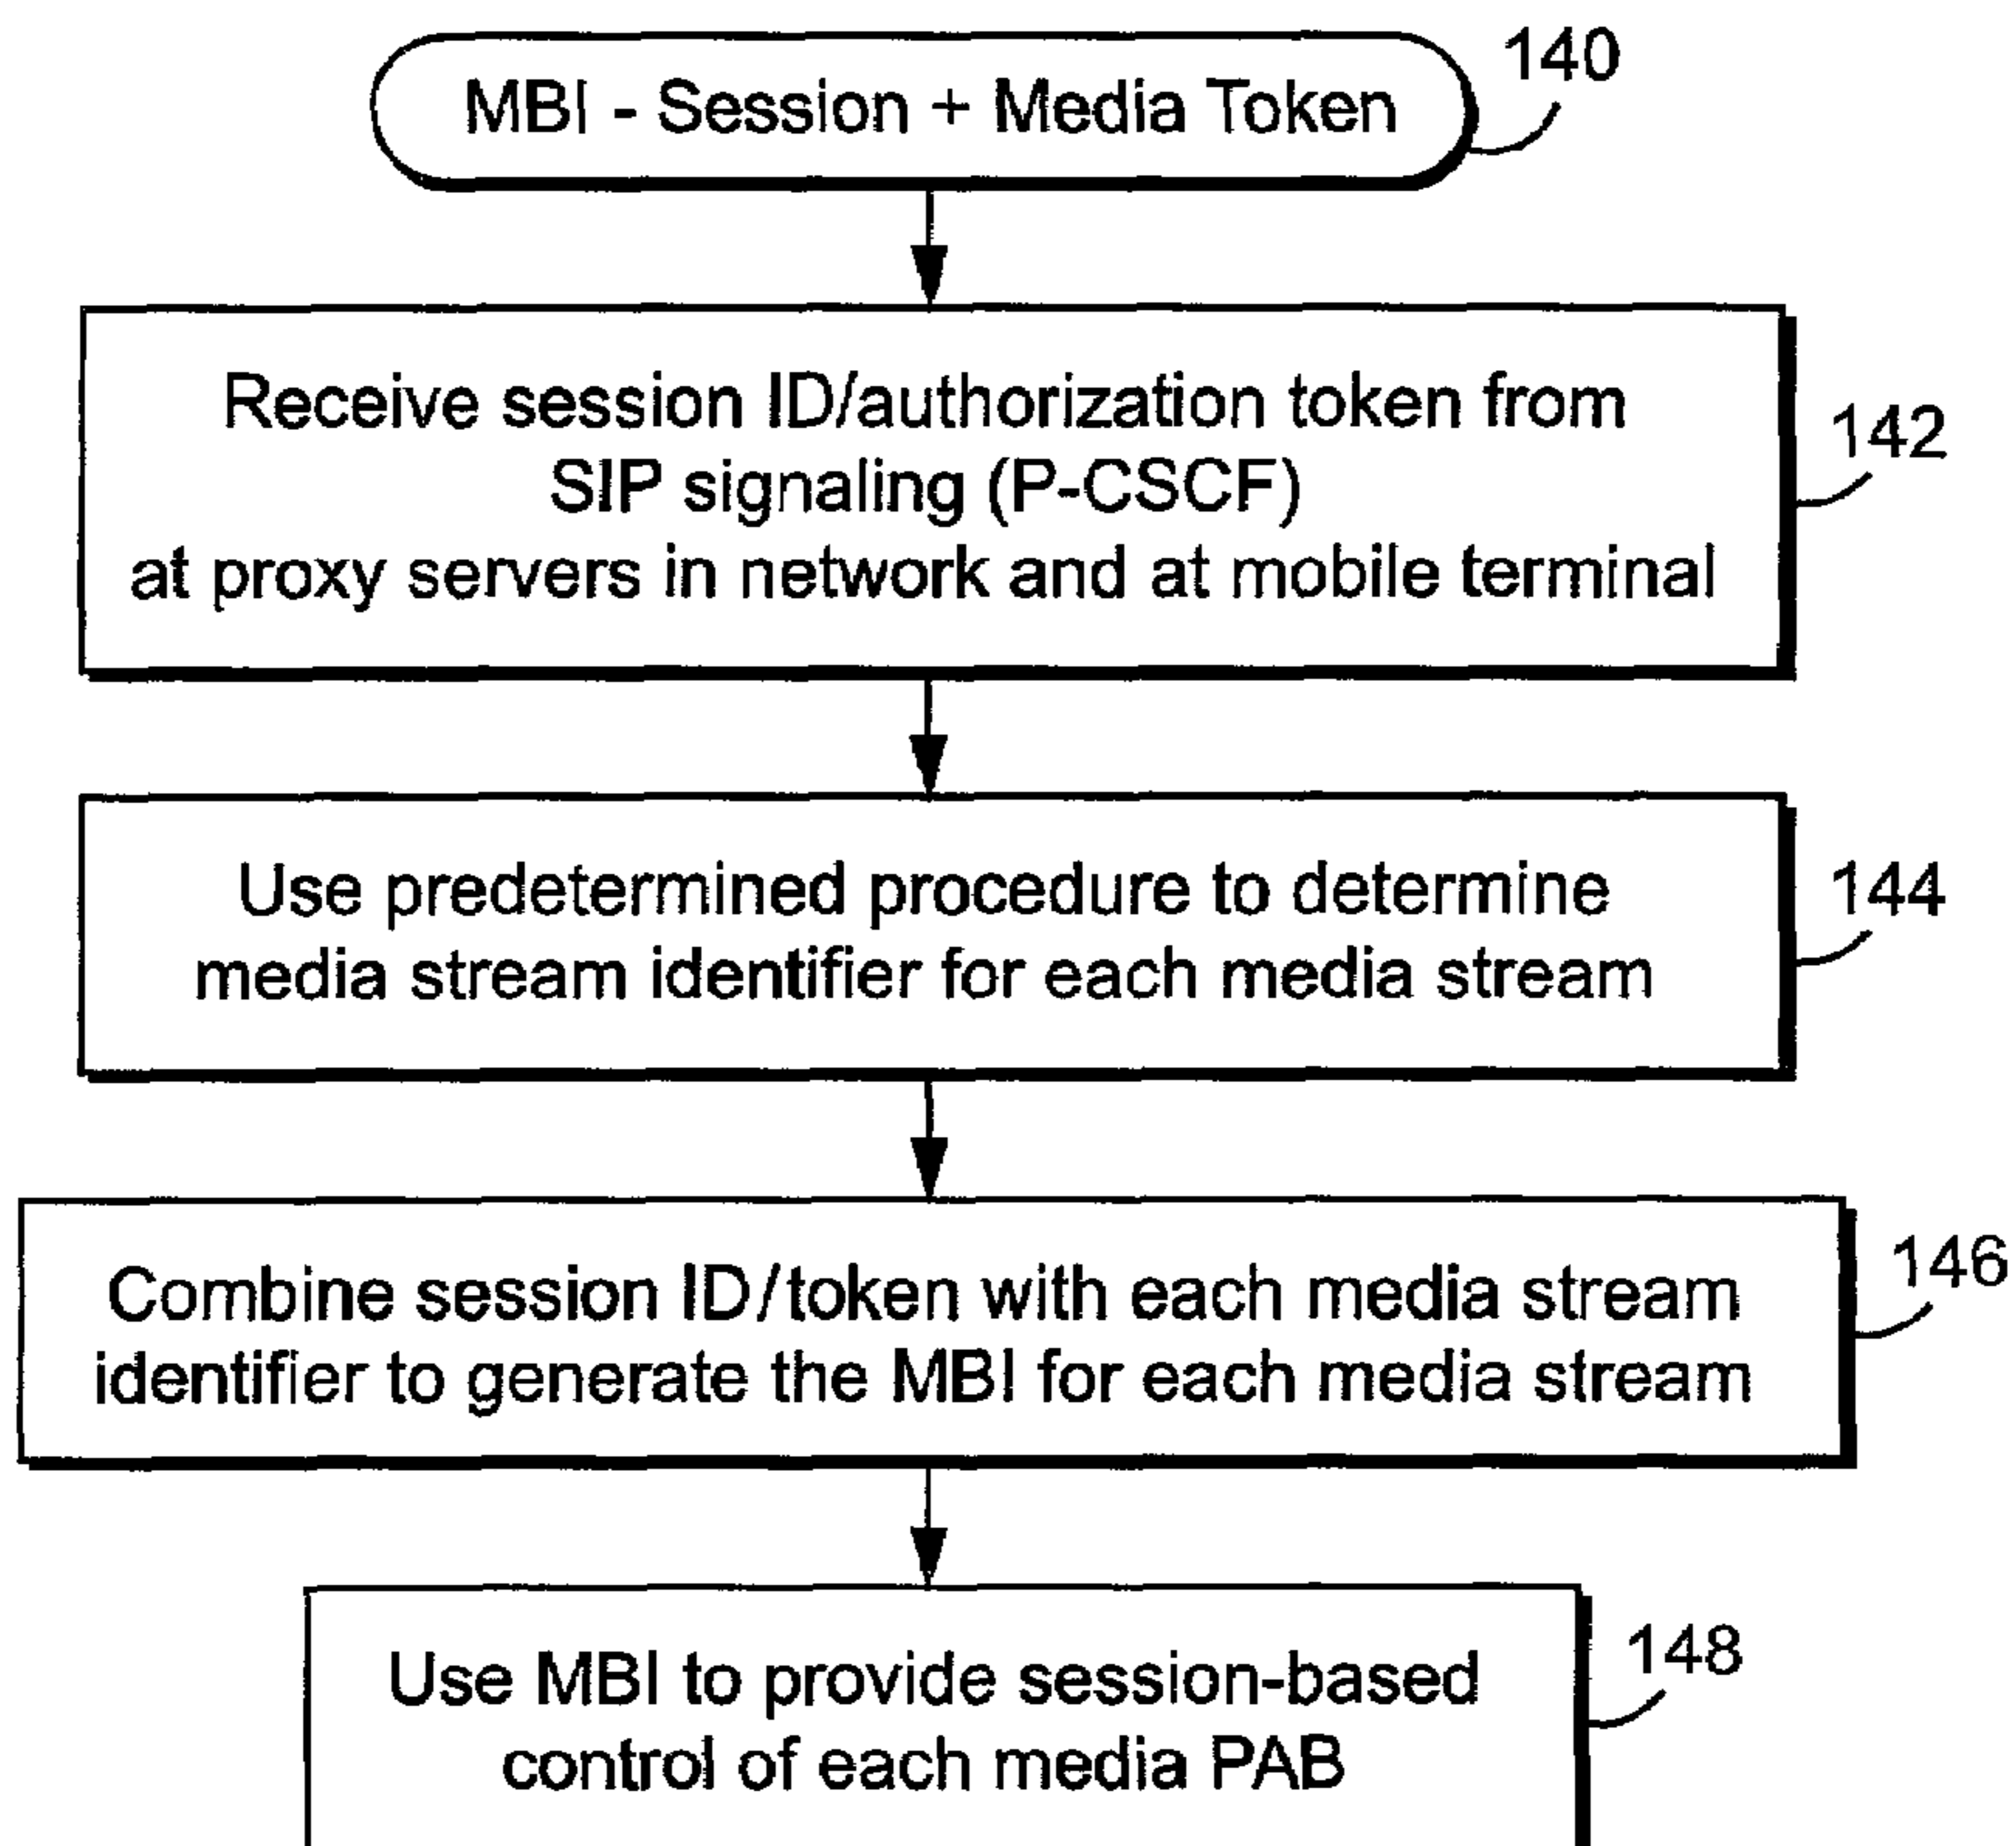 MBI - Session + Media Token
140
Receive session ID/authorization token from
SIP signaling (P-CSCF)
at proxy servers in network and at mobile terminal
142
Use predetermined procedure to determine
media stream identifier for each media stream
144
Combine session ID/token with each media stream
identifier to generate the MBI for each media stream
146
Use MBI to provide session-based
control of each media PAB
148